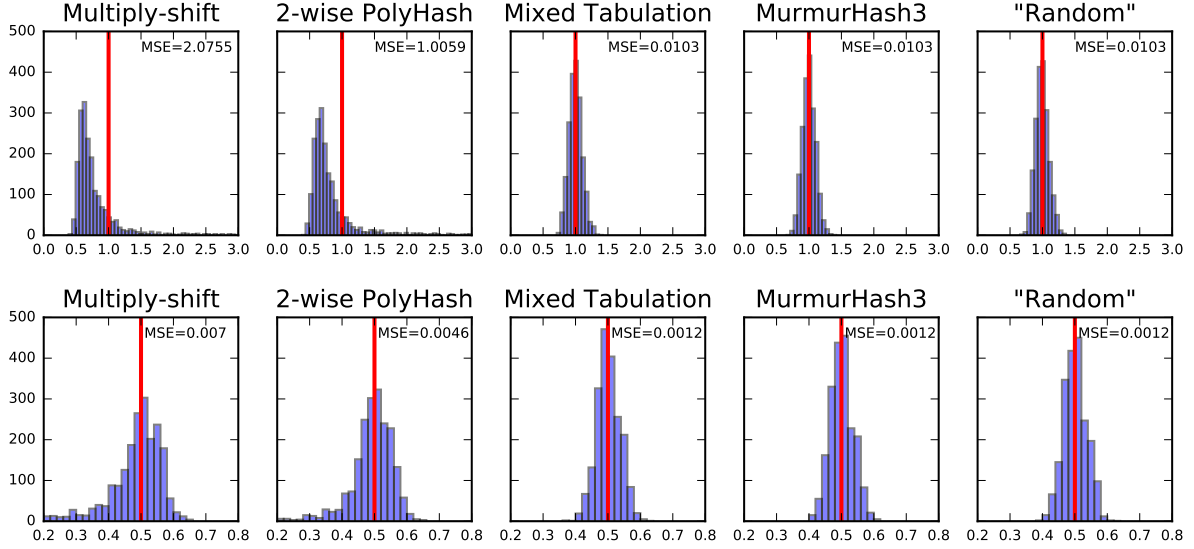 Multiply-shift 2-wise PolyHash Mixed Tabulation MurmurHash3 "Random"
500 MSE=2.0755 MSE=1.0059 MSE=0.0103 MSE=0.0103 MSE=0.0103
400
300
200
100
0
0.0 0.5 1.0 1.5 2.0 2.5 3.0 0.0 0.5 1.0 1.5 2.0 2.5 3.0 0.0 0.5 1.0 1.5 2.0 2.5 3.0 0.0 0.5 1.0 1.5 2.0 2.5 3.0 0.0 0.5 1.0 1.5 2.0 2.5 3.0
Multiply-shift 2-wise PolyHash Mixed Tabulation MurmurHash3 "Random"
500 MSE=0.007 MSE=0.0046 MSE=0.0012 MSE=0.0012 MSE=0.0012
400
300
200
100
0
0.2 0.3 0.4 0.5 0.6 0.7 0.8 0.2 0.3 0.4 0.5 0.6 0.7 0.8 0.2 0.3 0.4 0.5 0.6 0.7 0.8 0.2 0.3 0.4 0.5 0.6 0.7 0.8 0.2 0.3 0.4 0.5 0.6 0.7 0.8